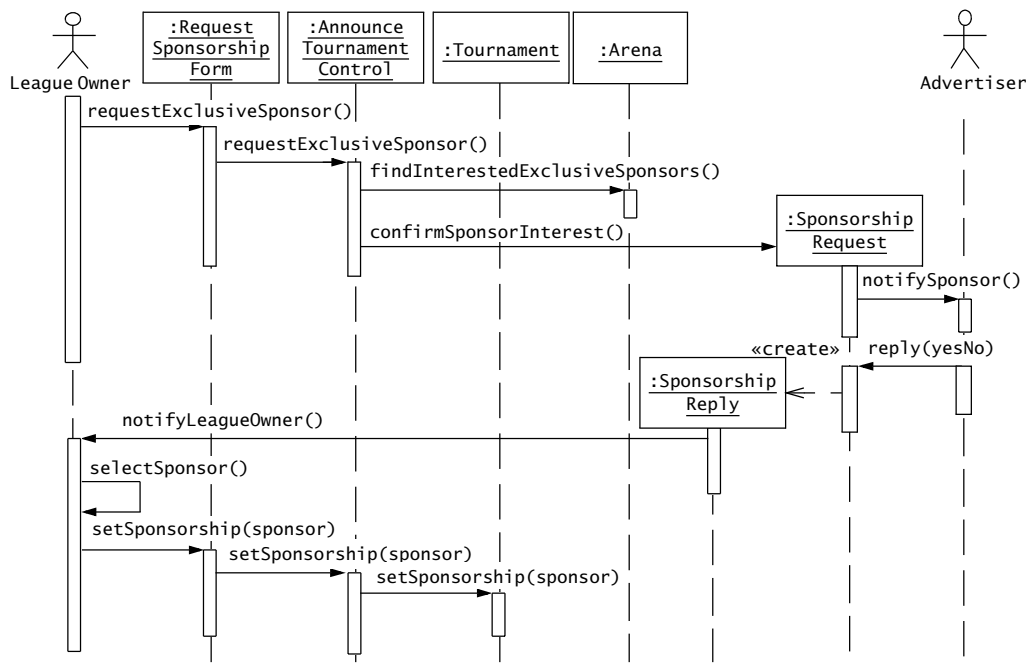 :Request
Sponsorship
Form
:Announce
Tournament
Control
:Tournament
:Arena
League Owner
Advertiser
requestExclusiveSponsor()
requestExclusiveSponsor()
findInterestedExclusiveSponsors()
confirmSponsorInterest()
:Sponsorship
Request
notifySponsor()
«create»
reply(yesNo)
:Sponsorship
Reply
notifyLeagueOwner()
selectSponsor()
setSponsorship(sponsor)
setSponsorship(sponsor)
setSponsorship(sponsor)